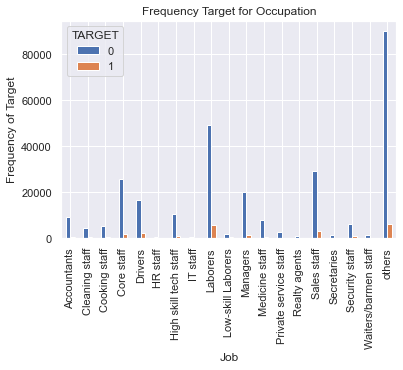 Frequency Target for Occupation
TARGET
0
1
Frequency of Target
80000
60000
40000
20000
0
Accountants
Cleaning staff
Cooking staff
Core staff
Drivers
HR staff
High skill tech staff
IT staff
Laborers
Low-skill Laborers
Managers
Medicine staff
Private service staff
Realty agents
Sales staff
Secretaries
Security staff
Waiters/barmen staff
others
Job